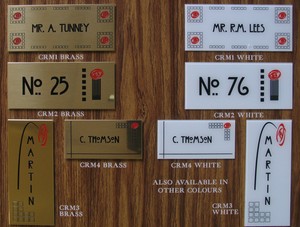 MR. A. TUNNEY
MR. R.M. LEES
CRM1 BRASS
CRM1 WHITE
No. 25
No. 76
CRM2 BRASS
CRM2 WHITE
MARTIN
C. THOMSON
C. THOMSON
MARTIN
CRM4 BRASS
CRM4 WHITE
ALSO AVAILABLE IN
OTHER COLOURS
CRM3
BRASS
CRM3
WHITE